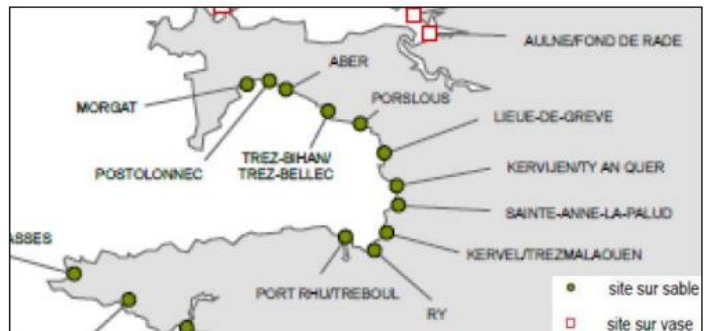 AULNE/FOND DE RADE
ABER
MORGAT
PORSLOUS
LIEUE-DE-GREVE
TREZ-BIHAN/
TREZ-BELLEC
POSTOLONNEC
KERVIJEN/TY AN QUER
SAINTE-ANNE-LA-PALUD
ASSES
KERVEL/TREZMALAOUEN
PORT RHU/TREBOUL
RY
site sur sable
site sur vase